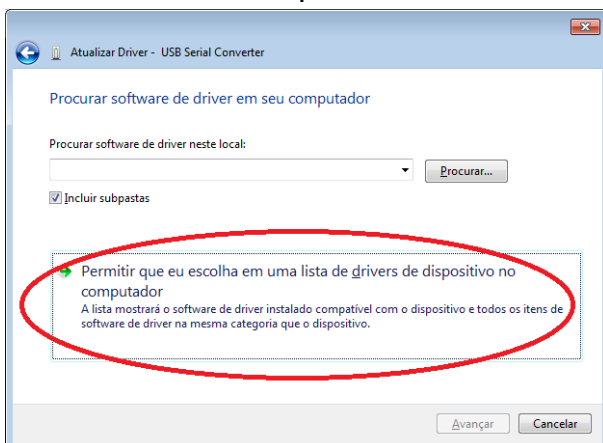 Atualizar Driver - USB Serial Converter
Procurar software de driver em seu computador
Procurar software de driver neste local:
Procurar...
Incluir subpastas
Permitir que eu escolha em uma lista de drivers de dispositivo no
computador
A lista mostrará o software de driver instalado compatível com o dispositivo e todos os itens de
software de driver na mesma categoria que o dispositivo.
Avançar Cancelar